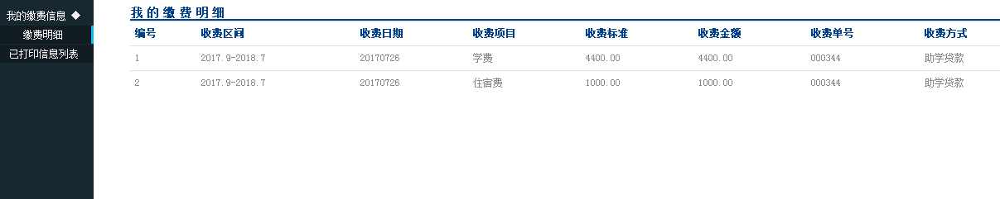 我的缴费信息 ◆
缴费明细
已打印信息列表
我的缴费明细
编号 收费区间 收费日期 收费项目 收费标准 收费金额 收费单号 收费方式
1 2017.9-2018.7 20170726 学费 4400.00 4400.00 000344 助学贷款
2 2017.9-2018.7 20170726 住宿费 1000.00 1000.00 000344 助学贷款